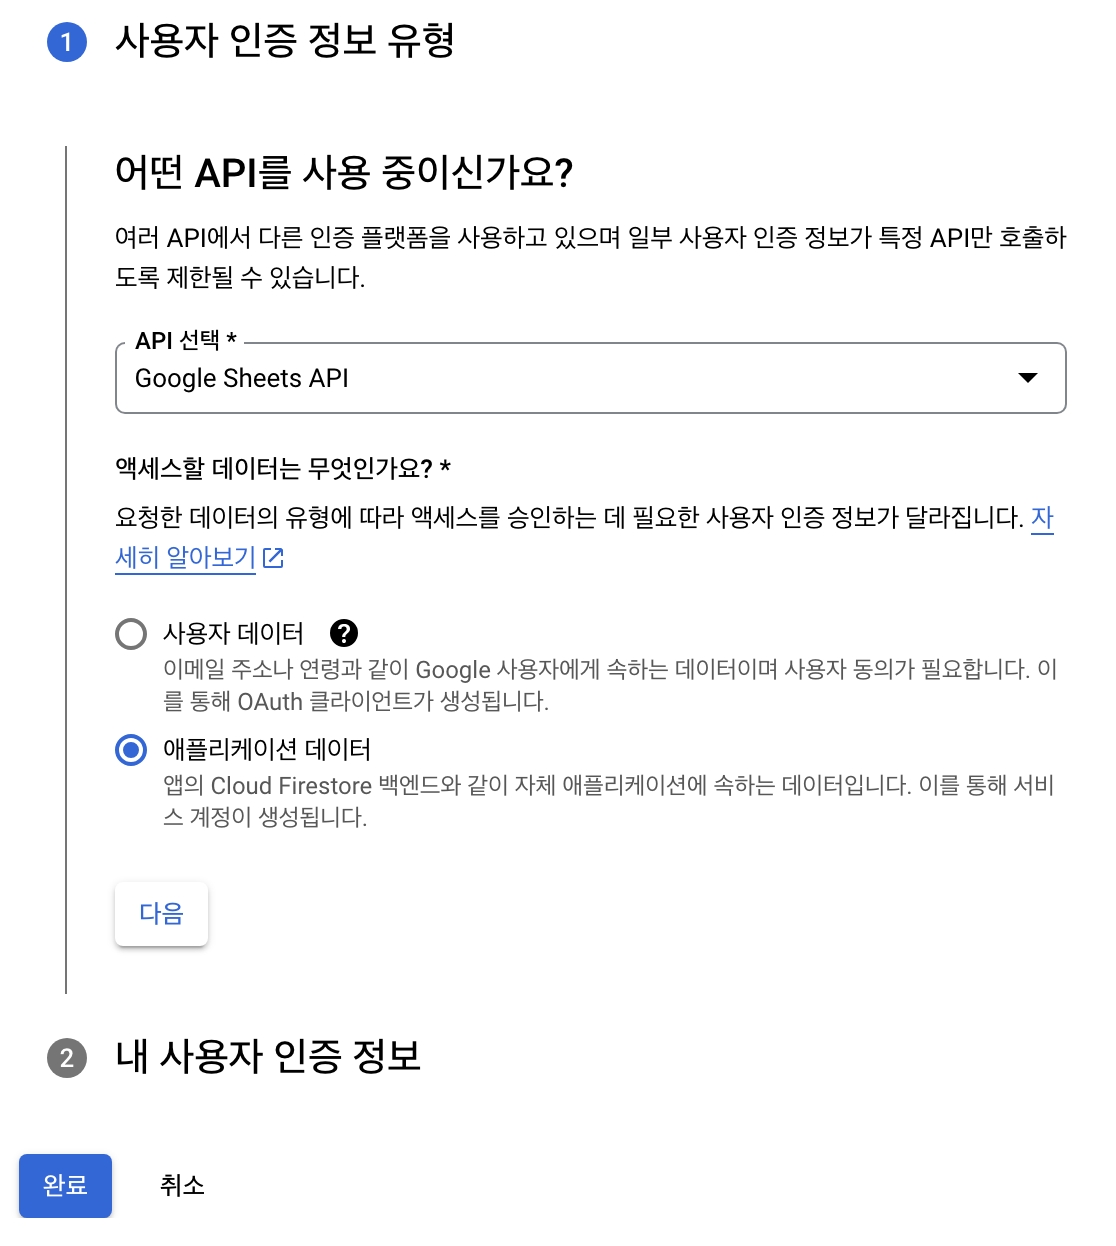 1 사용자 인증 정보 유형
어떤 API를 사용 중이신가요?
여러 API에서 다른 인증 플랫폼을 사용하고 있으며 일부 사용자 인증 정보가 특정 API만 호출하
도록 제한될 수 있습니다.
API 선택 *
Google Sheets API
액세스할 데이터는 무엇인가요? *
요청한 데이터의 유형에 따라 액세스를 승인하는 데 필요한 사용자 인증 정보가 달라집니다. 자
세히 알아보기
사용자 데이터 ?
이메일 주소나 연령과 같이 Google 사용자에게 속하는 데이터이며 사용자 동의가 필요합니다. 이
를 통해 OAuth 클라이언트가 생성됩니다.
애플리케이션 데이터
앱의 Cloud Firestore 백엔드와 같이 자체 애플리케이션에 속하는 데이터입니다. 이를 통해 서비
스 계정이 생성됩니다.
다음
2 내 사용자 인증 정보
완료 취소